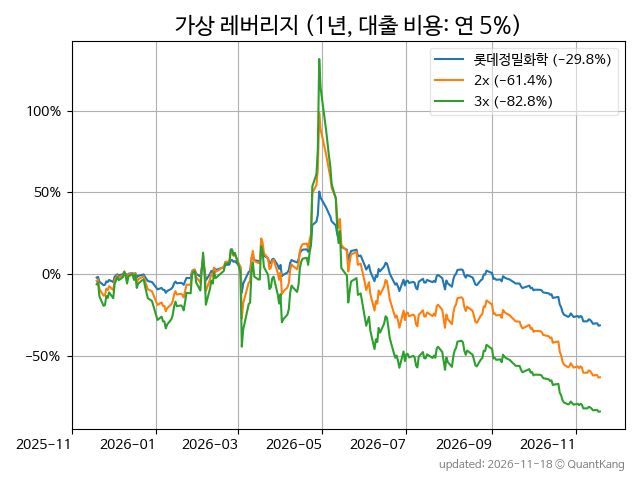 가상 레버리지 (1년, 대출 비용: 연 5%)
롯데정밀화학 (−29.8%)
2x (−61.4%)
3x (−82.8%)
100%
50%
0%
−50%
2025−11 2026−01 2026−03 2026−05 2026−07 2026−09 2026−11
updated: 2026−11−18 © QuantKang